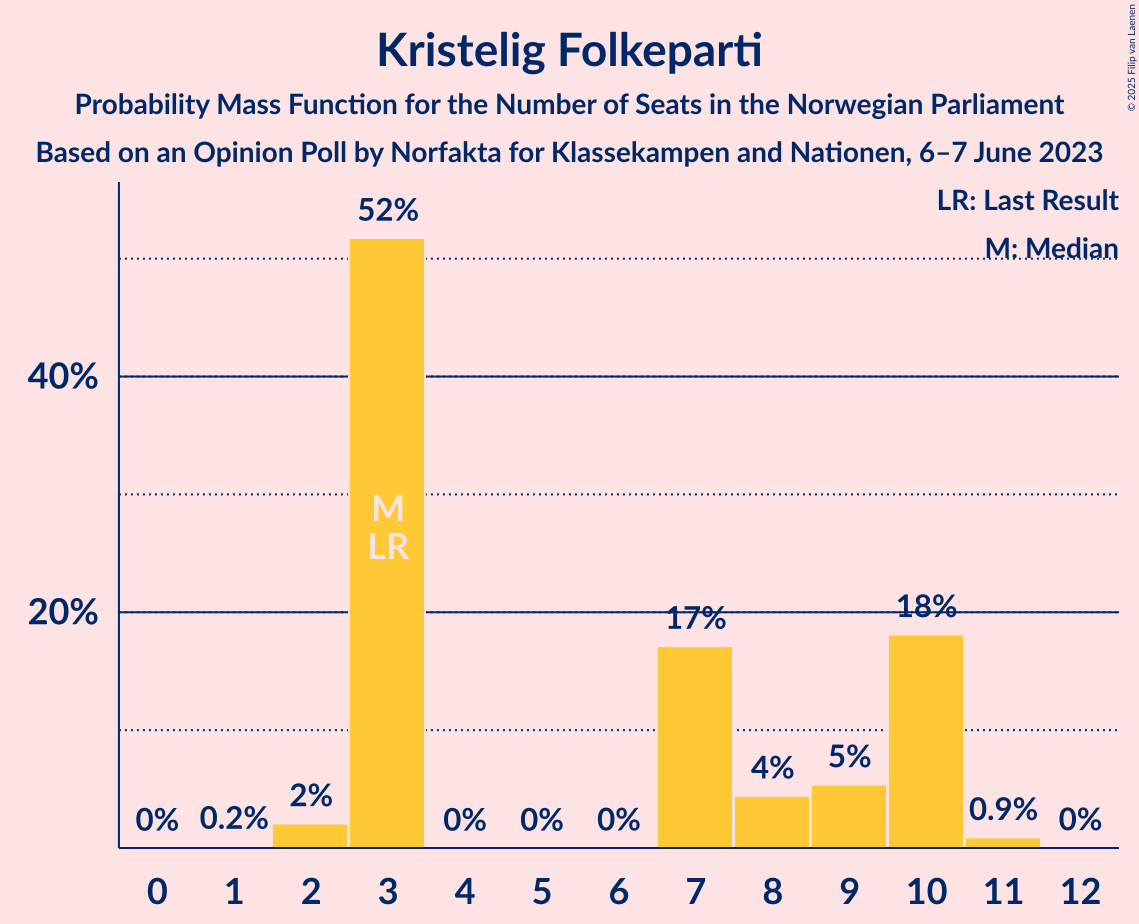 Kristelig Folkeparti
Probability Mass Function for the Number of Seats in the Norwegian Parliament
Based on an Opinion Poll by Norfakta for Klassekampen and Nationen, 6–7 June 2023
© 2025 Filip van Laenen
LR: Last Result
M: Median
52%
40%
M
LR
20%
17%
18%
0%
0.2%
2%
0%
0%
0%
4%
5%
0.9%
0%
0 1 2 3 4 5 6 7 8 9 10 11 12